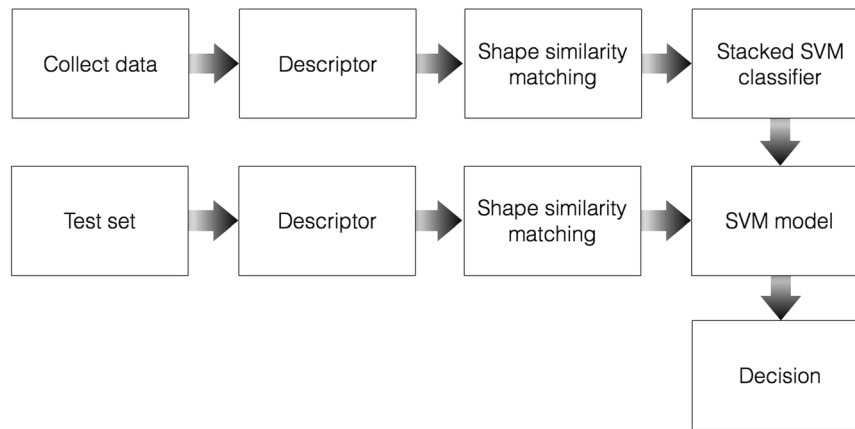 Collect data
Descriptor
Shape similarity
matching
Stacked SVM
classifier
Test set
Descriptor
Shape similarity
matching
SVM model
Decision